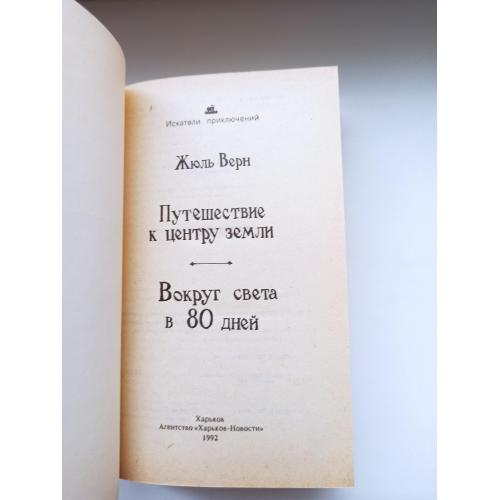 Искатели приключений
Жюль Верн
Путешествие
к центру земли
Вокруг света
в 80 дней
Харьков
Агентство «Харьков-Новости»
1992